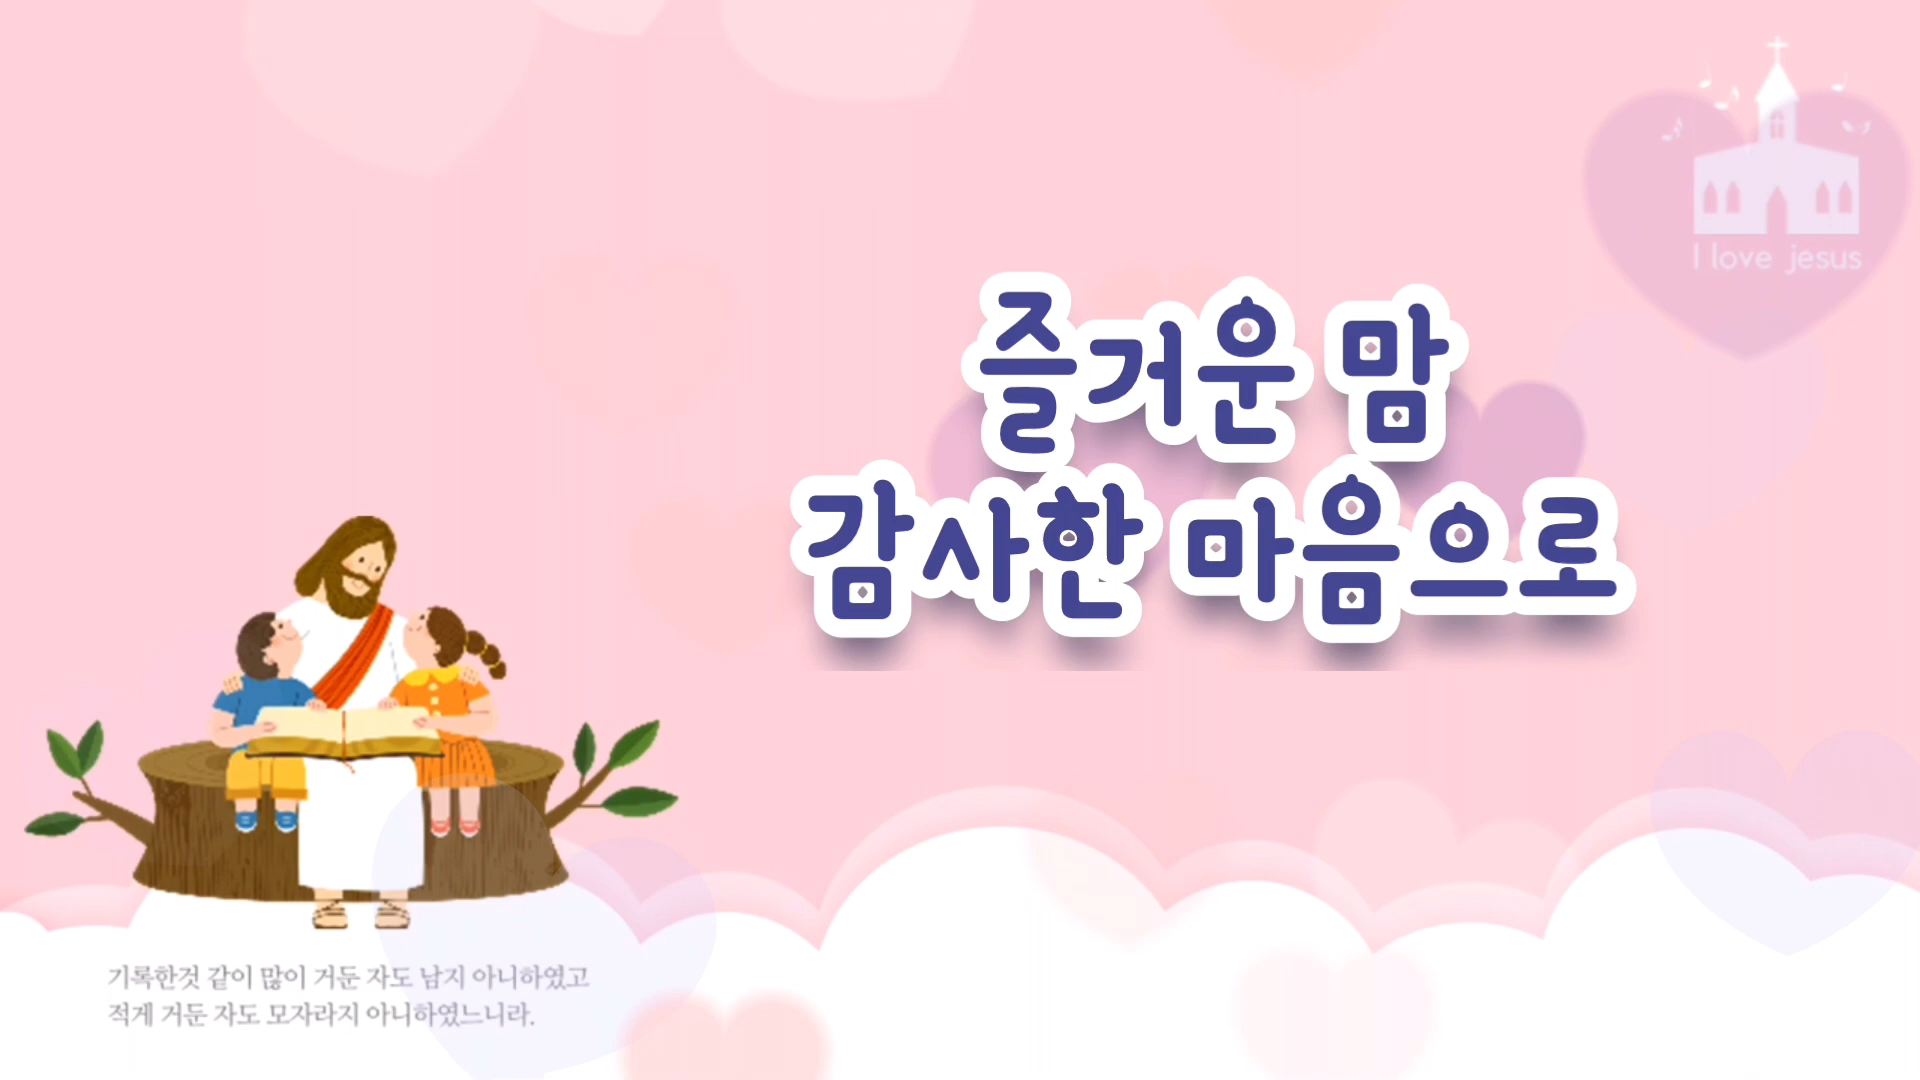 I love jesus
즐거운 맘
감사한 마음으로
기록한것 같이 많이 거둔 자도 남지 아니하였고
적게 거둔 자도 모자라지 아니하였느니라.